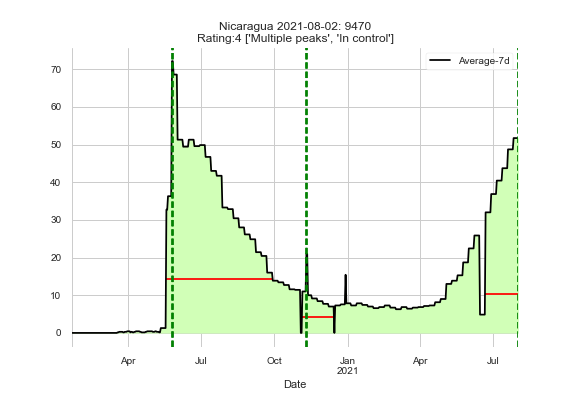 Nicaragua 2021-08-02: 9470
Rating:4 ['Multiple peaks', 'In control']
Average-7d
70
60
50
40
30
20
10
0
Apr Jul Oct Jan Apr Jul
2021
Date